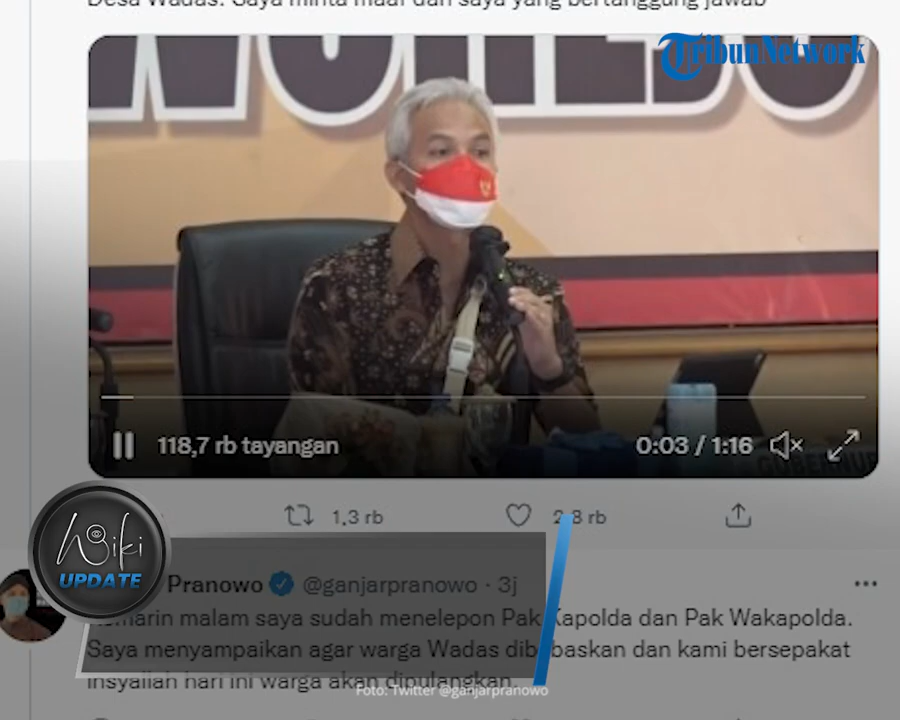 Desa Wadas. Saya minta maaf dan saya yang bertanggung jawab
TribunNetwork
118,7 rb tayangan
0:03 / 1:16
GUBERNUR
1,3 rb
2,8 rb
Wiki
UPDATE
Pranowo @ganjarpranowo · 3j
Kemarin malam saya sudah menelepon Pak Kapolda dan Pak Wakapolda.
Saya menyampaikan agar warga Wadas dibebaskan dan kami bersepakat
insyallah hari ini warga akan dipulangkan.
Foto: Twitter @ganjarpranowo